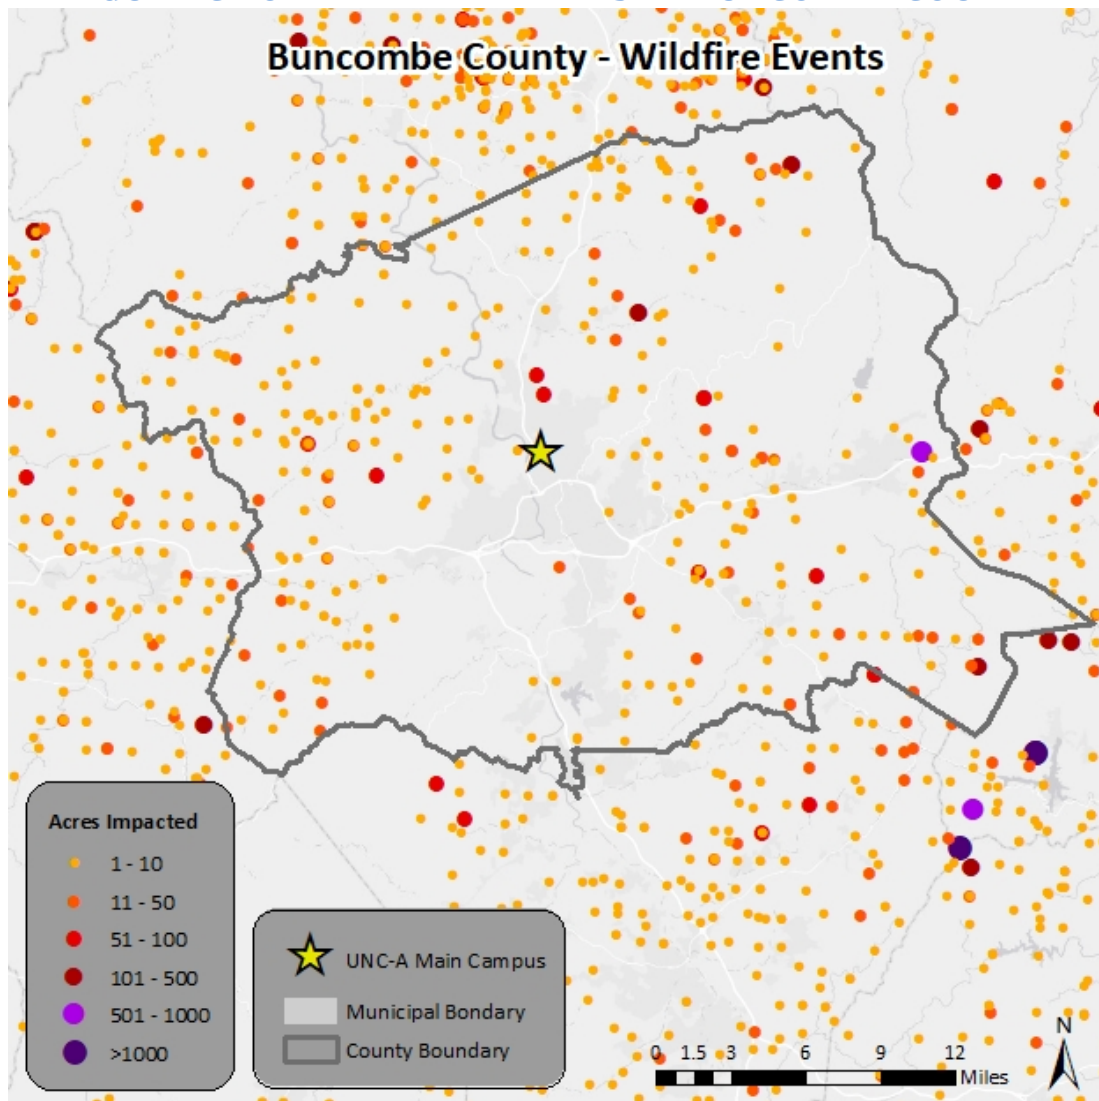 Buncombe County - Wildfire Events
Acres Impacted
1 - 10
11 - 50
51 - 100
101 - 500
501 - 1000
>1000
UNC-A Main Campus
Municipal Bondary
County Boundary
N
0 1.5 3 6 9 12
Miles